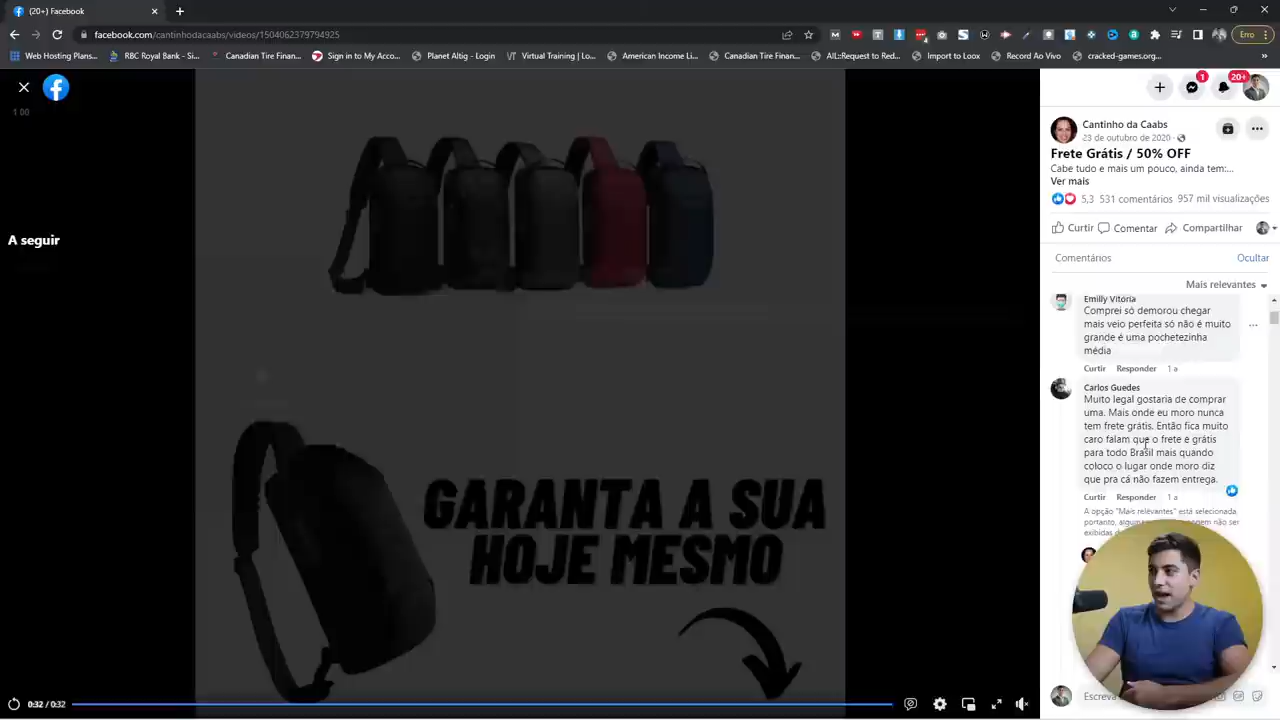 (20+) Facebook
facebook.com/cantinhodacaabs/videos/1504062379794925
Erro
Web Hosting Plans...
RBC Royal Bank - Si...
Canadian Tire Finan...
Sign in to My Acco...
Planet Altig - Login
Virtual Training | Lo...
American Income Li...
Canadian Tire Finan...
AIL::Request to Red...
Import to Loox
Record Ao Vivo
cracked-games.org...
1 00
A seguir
GARANTA A SUA
HOJE MESMO
0:32 / 0:32
1
20+
Cantinho da Caabs
23 de outubro de 2020
Frete Grátis / 50% OFF
Cabe tudo e mais um pouco, ainda tem:...
Ver mais
5,3 531 comentários 957 mil visualizações
Curtir Comentar Compartilhar
Comentários Ocultar
Mais relevantes
Emilly Vitória
Comprei só demorou chegar
mais veio perfeita só não é muito
grande é uma pochetezinha
média
Curtir Responder 1 a
Carlos Guedes
Muito legal gostaria de comprar
uma. Mais onde eu moro nunca
tem frete grátis. Então fica muito
caro falam que o frete e grátis
para todo Brasil mais quando
coloco o lugar onde moro diz
que pra cá não fazem entrega.
Curtir Responder 1 a
A opção "Mais relevantes" está selecionada
portanto,
exibidas
Escreva